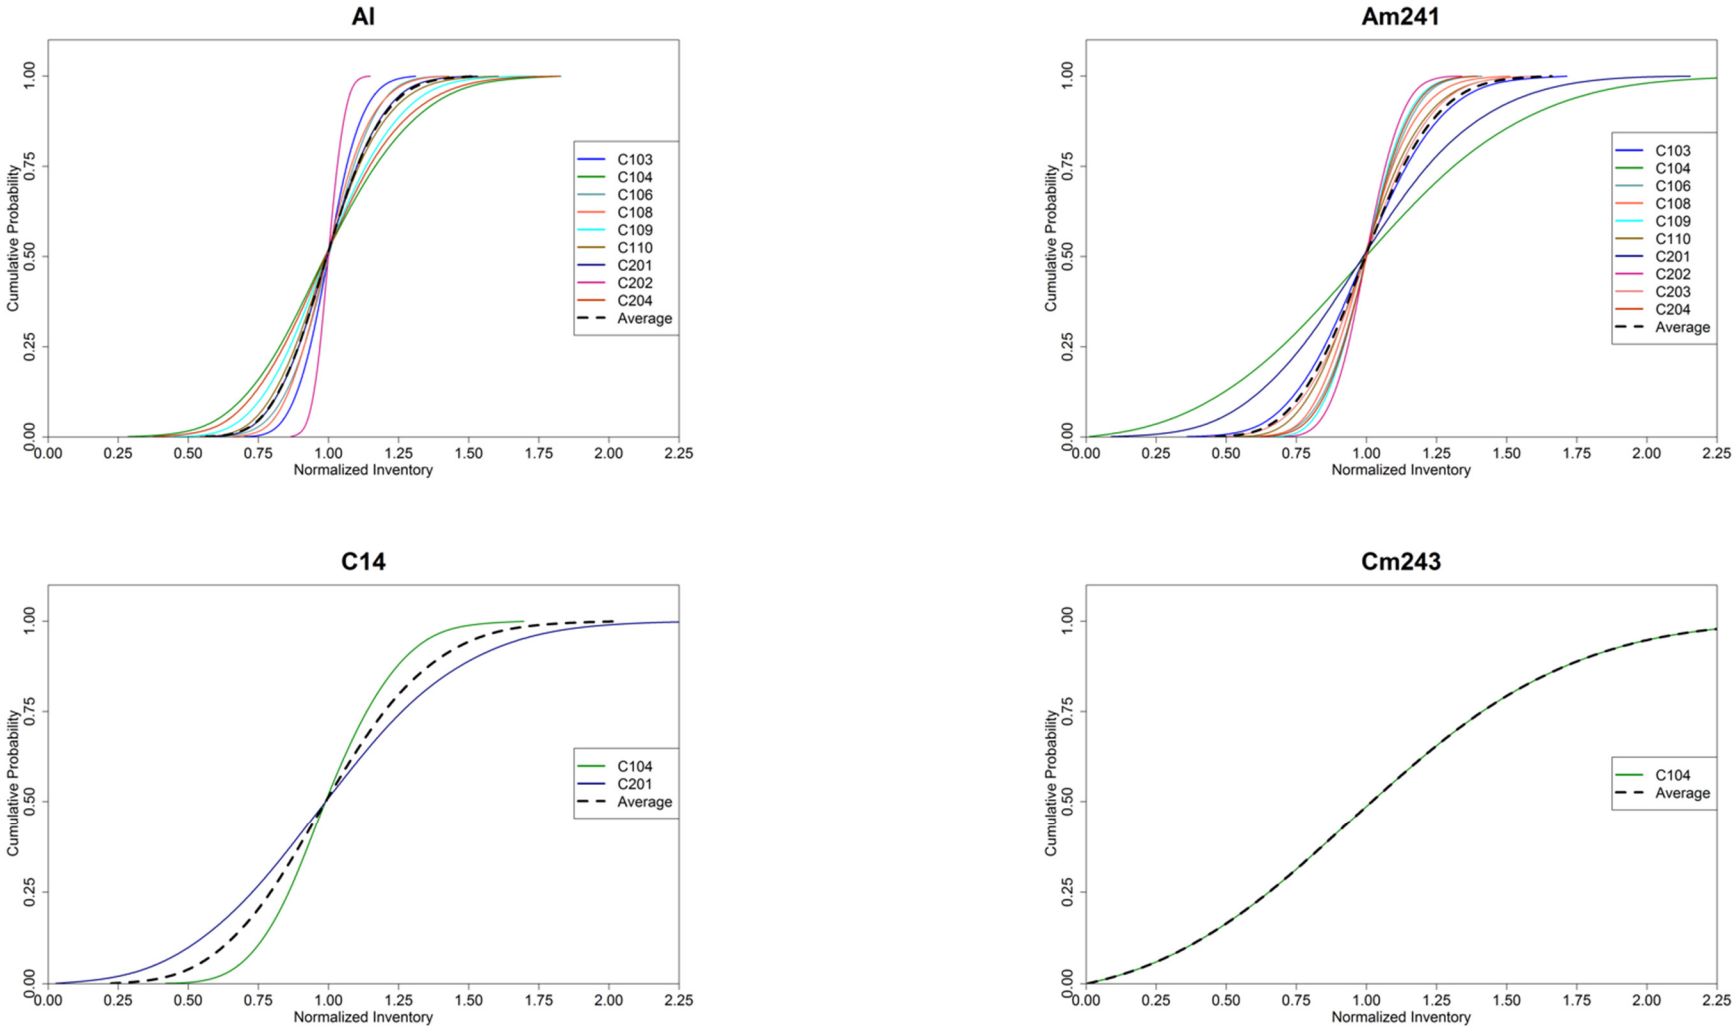 Al
Cumulative Probability
1.00
0.75
0.50
0.25
0.00
0.00 0.25 0.50 0.75 1.00 1.25 1.50 1.75 2.00 2.25
Normalized Inventory
C103
C104
C106
C108
C109
C110
C201
C202
C204
Average
Am241
Cumulative Probability
1.00
0.75
0.50
0.25
0.00
0.00 0.25 0.50 0.75 1.00 1.25 1.50 1.75 2.00 2.25
Normalized Inventory
C103
C104
C106
C108
C109
C110
C201
C202
C203
C204
Average
C14
Cumulative Probability
1.00
0.75
0.50
0.25
0.00
0.00 0.25 0.50 0.75 1.00 1.25 1.50 1.75 2.00 2.25
Normalized Inventory
C104
C201
Average
Cm243
Cumulative Probability
1.00
0.75
0.50
0.25
0.00
0.00 0.25 0.50 0.75 1.00 1.25 1.50 1.75 2.00 2.25
Normalized Inventory
C104
Average